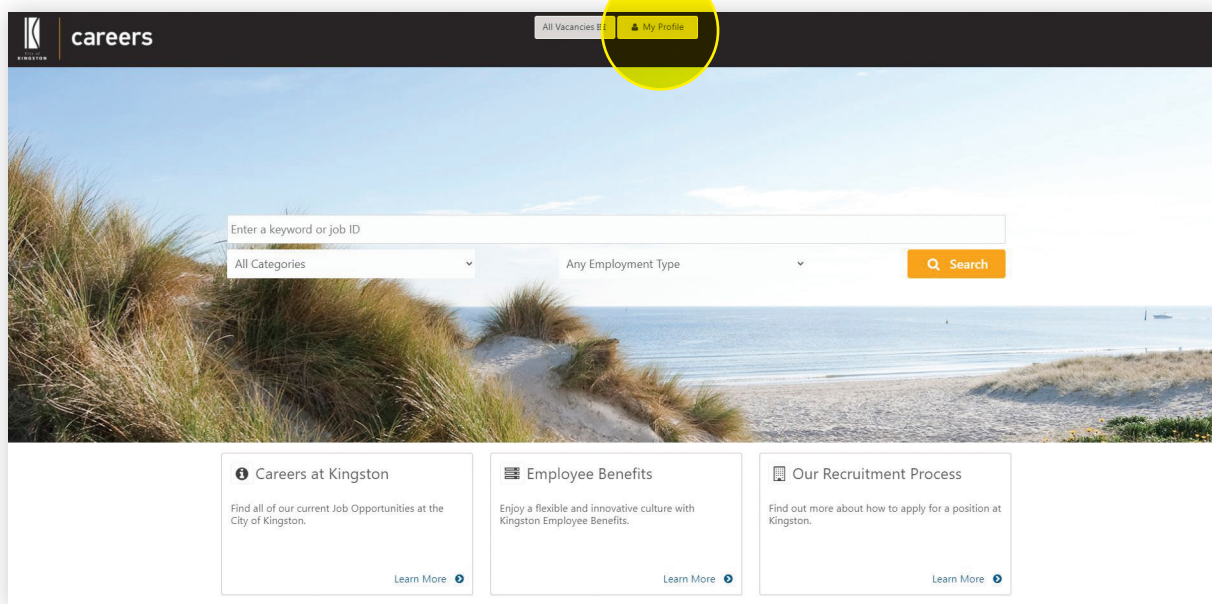 City of
KINGSTON
careers
All Vacancies
My Profile
Enter a keyword or job ID
All Categories
Any Employment Type
Search
Careers at Kingston
Find all of our current Job Opportunities at the
City of Kingston.
Learn More
Employee Benefits
Enjoy a flexible and innovative culture with
Kingston Employee Benefits.
Learn More
Our Recruitment Process
Find out more about how to apply for a position at
Kingston.
Learn More